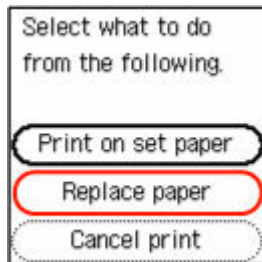 Select what to do
from the following.
Print on set paper
Replace paper
Cancel print